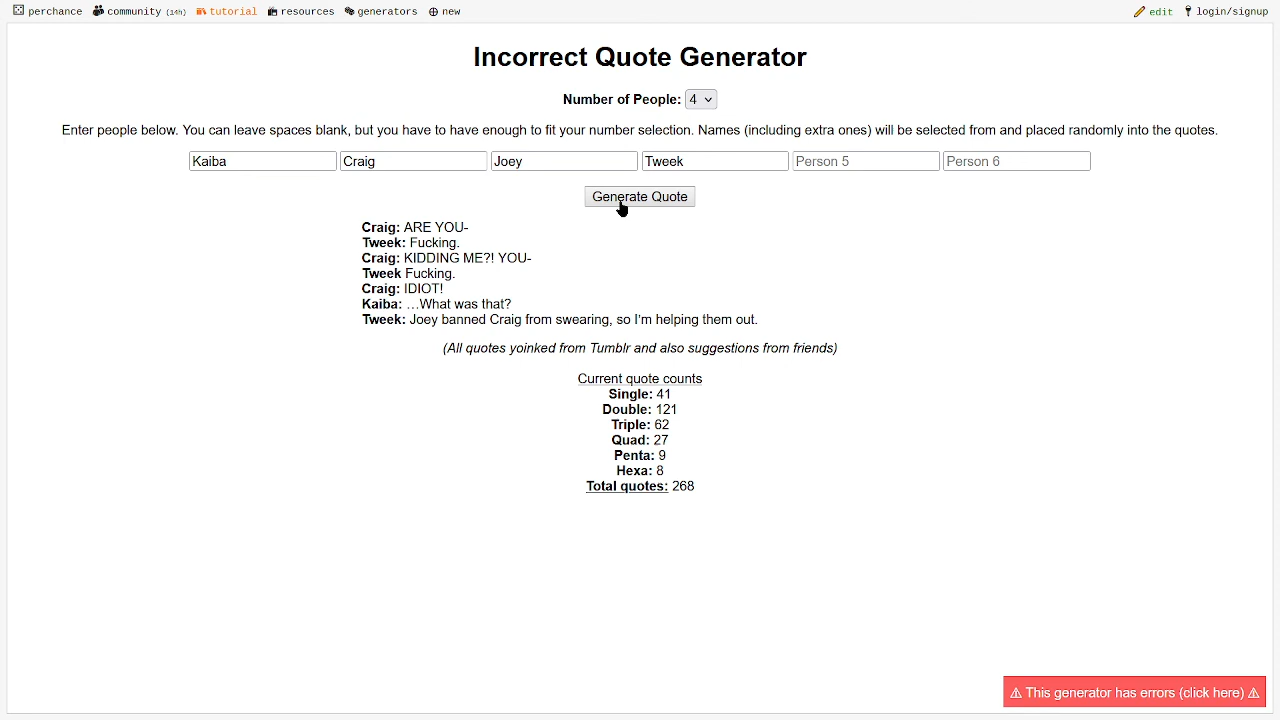 perchance community (14h) tutorial resources generators new edit login/signup
Incorrect Quote Generator
Number of People: 4
Enter people below. You can leave spaces blank, but you have to have enough to fit your number selection. Names (including extra ones) will be selected from and placed randomly into the quotes.
Kaiba Craig Joey Tweek Person 5 Person 6
Generate Quote
Craig: ARE YOU-
Tweek: Fucking.
Craig: KIDDING ME?! YOU-
Tweek Fucking.
Craig: IDIOT!
Kaiba: …What was that?
Tweek: Joey banned Craig from swearing, so I'm helping them out.
(All quotes yoinked from Tumblr and also suggestions from friends)
Current quote counts
Single: 41
Double: 121
Triple: 62
Quad: 27
Penta: 9
Hexa: 8
Total quotes: 268
⚠ This generator has errors (click here) ⚠